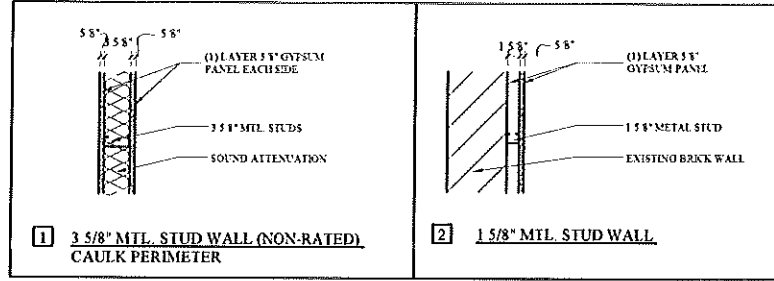 5 8" 3 5 8" 5 8"
(1) LAYER 5 8" GYPSUM
PANEL EACH SIDE
3 5 8" MTL. STUDS
SOUND ATTENUATION
1 3 5/8" MTL. STUD WALL (NON-RATED)
CAULK PERIMETER
1 5 8" 5 8"
(1) LAYER 5 8"
GYPSUM PANEL
1 5 8" METAL STUD
EXISTING BRICK WALL
2 1 5/8" MTL. STUD WALL